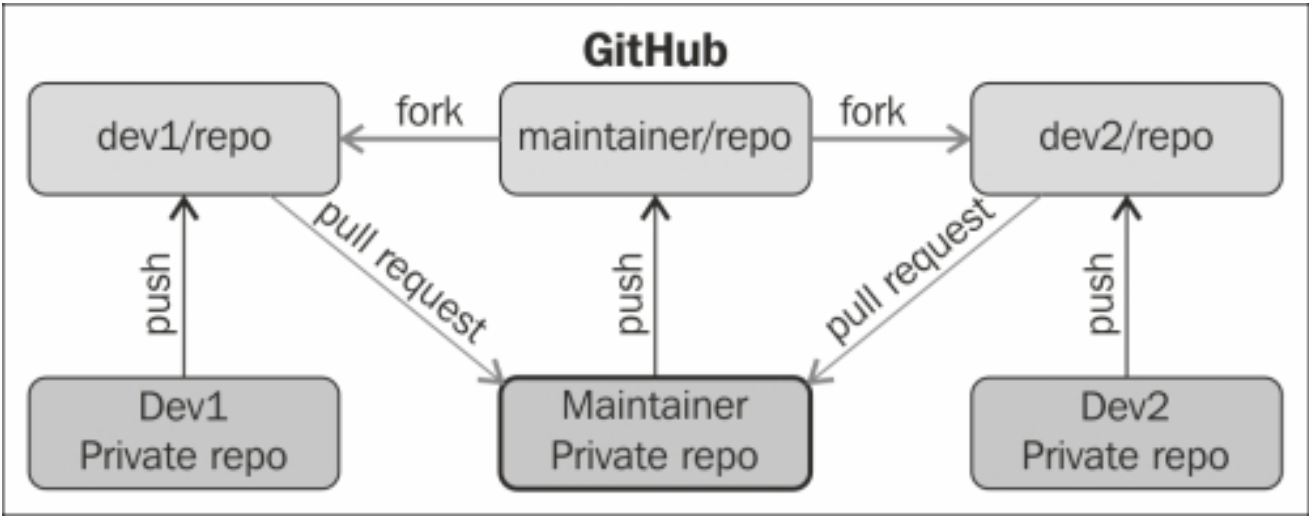 GitHub
dev1/repo
fork
maintainer/repo
fork
dev2/repo
push
pull request
push
pull request
push
Dev1
Private repo
Maintainer
Private repo
Dev2
Private repo